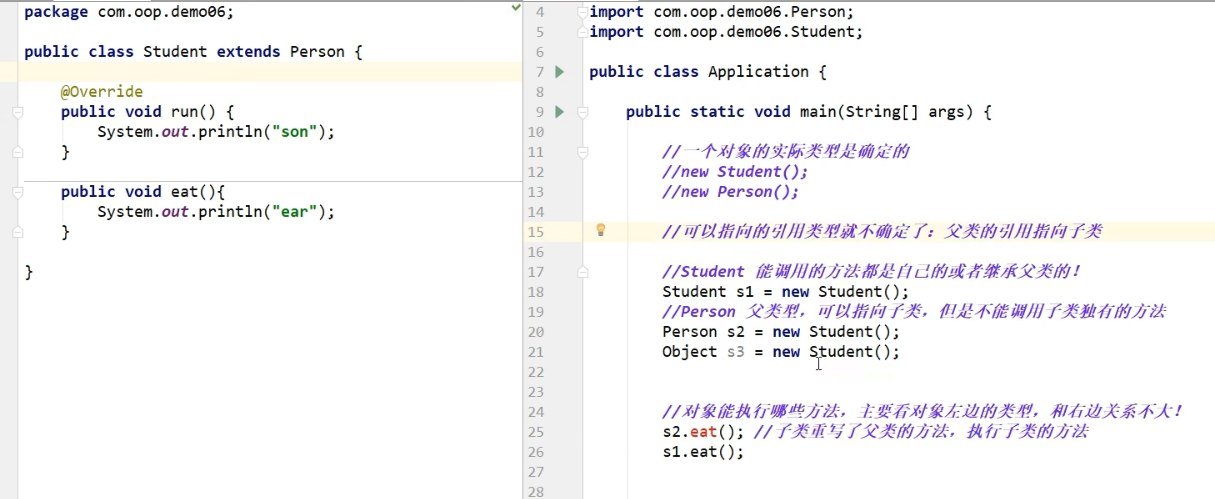 package com.oop.demo06;
public class Student extends Person {
@Override
public void run() {
System.out.println("son");
}
public void eat(){
System.out.println("ear");
}
}
4 import com.oop.demo06.Person;
5 import com.oop.demo06.Student;
6
7 public class Application {
8
9 public static void main(String[] args) {
10
11 //一个对象的实际类型是确定的
12 //new Student();
13 //new Person();
14
15 //可以指向的引用类型就不确定了：父类的引用指向子类
16
17 //Student 能调用的方法都是自己的或者继承父类的！
18 Student s1 = new Student();
19 //Person 父类型，可以指向子类，但是不能调用子类独有的方法
20 Person s2 = new Student();
21 Object s3 = new Student();
22
23
24 //对象能执行哪些方法，主要看对象左边的类型，和右边关系不大！
25 s2.eat(); //子类重写了父类的方法，执行子类的方法
26 s1.eat();
27
28